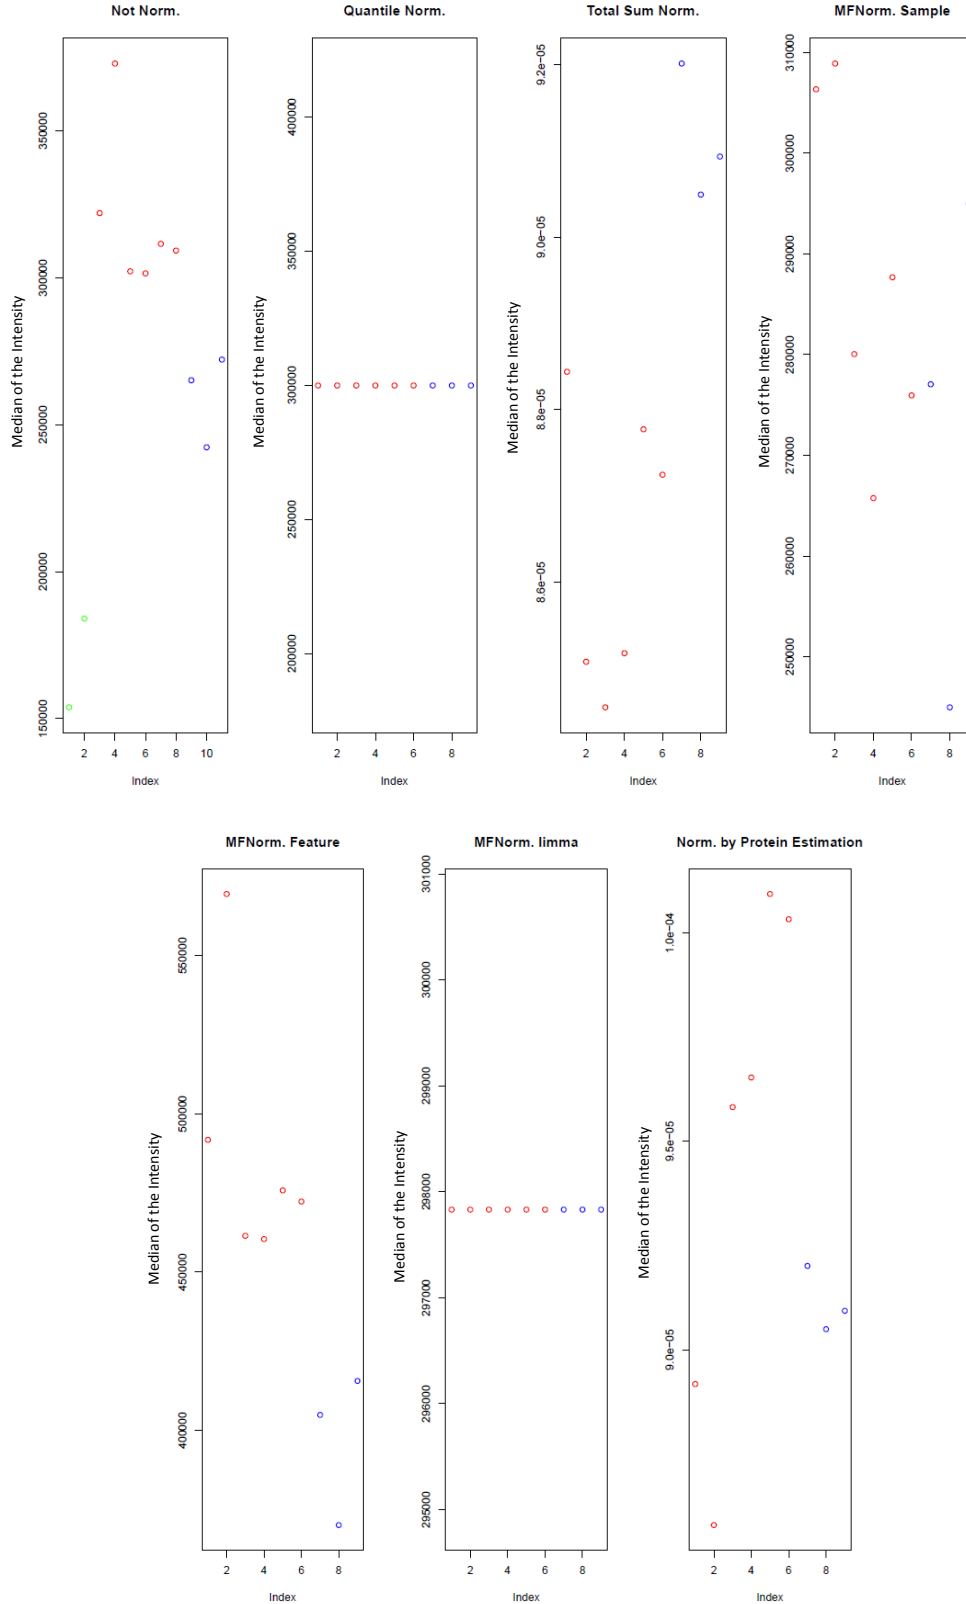 Not Norm.
Median of the Intensity
350000
300000
250000
200000
150000
2 4 6 8 10
Index
Quantile Norm.
Median of the Intensity
400000
350000
300000
250000
200000
2 4 6 8
Index
Total Sum Norm.
Median of the Intensity
9.2e−05
9.0e−05
8.8e−05
8.6e−05
2 4 6 8
Index
MFNorm. Sample
Median of the Intensity
310000
300000
290000
280000
270000
260000
250000
2 4 6 8
Index
MFNorm. Feature
Median of the Intensity
550000
500000
450000
400000
2 4 6 8
Index
MFNorm. limma
Median of the Intensity
301000
300000
299000
298000
297000
296000
295000
2 4 6 8
Index
Norm. by Protein Estimation
Median of the Intensity
1.0e−04
9.5e−05
9.0e−05
2 4 6 8
Index